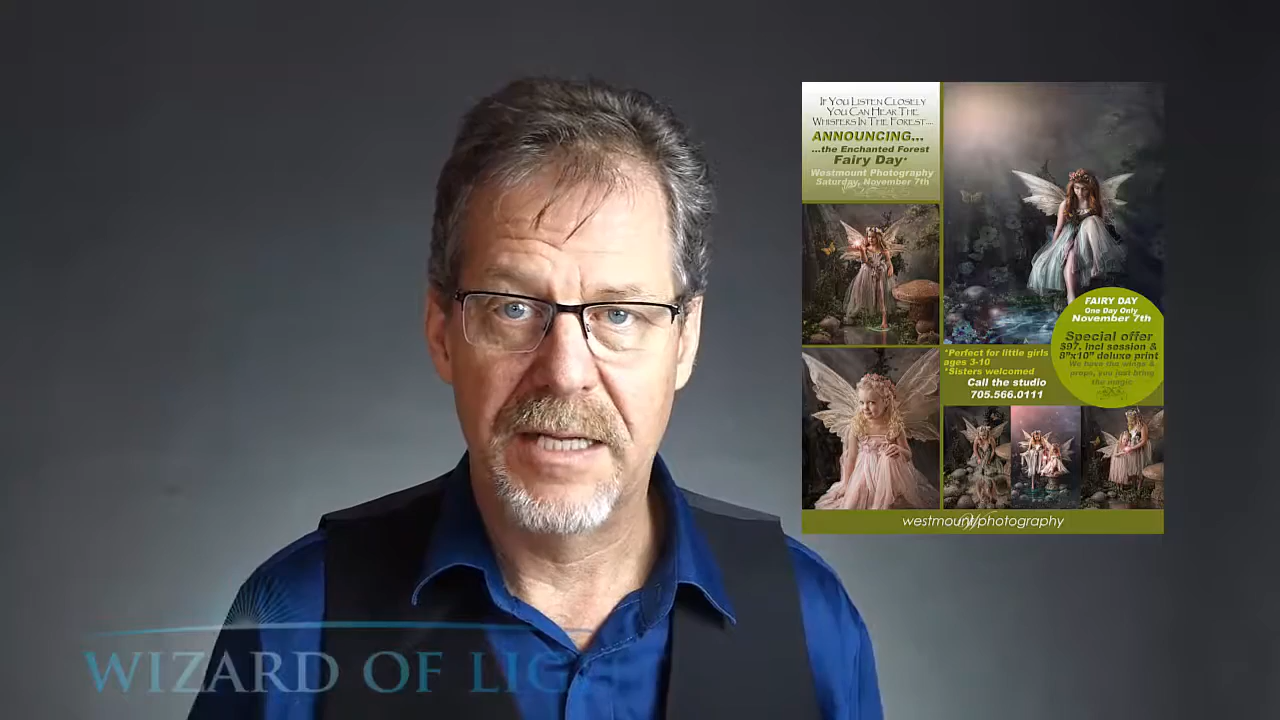 IF YOU LISTEN CLOSELY
YOU CAN HEAR THE
WHISPERS IN THE FOREST....
ANNOUNCING...
...the Enchanted Forest
Fairy Day*
Westmount Photography
Saturday, November 7th
FAIRY DAY
One Day Only
November 7th
Special offer
$97. incl session &
8"x10" deluxe print
We have the wings &
props, you just bring
the magic
*Perfect for little girls
ages 3-10
*Sisters welcomed
Call the studio
705.566.0111
westmount photography
WIZARD OF LIG